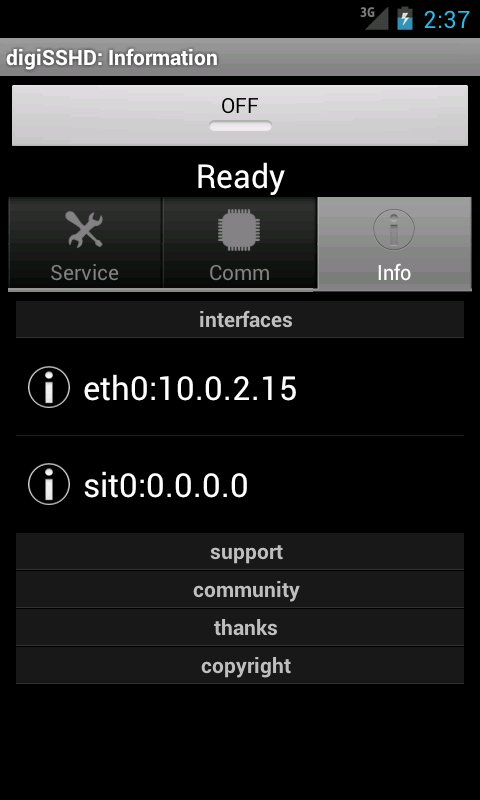 3G 2:37
digiSSHD: Information
OFF
Ready
Service Comm Info
interfaces
eth0:10.0.2.15
sit0:0.0.0.0
support
community
thanks
copyright